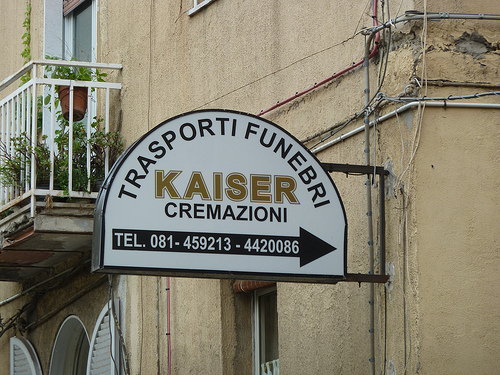 TRASPORTI FUNEBRI
KAISER
CREMAZIONI
TEL. 081- 459213 - 4420086